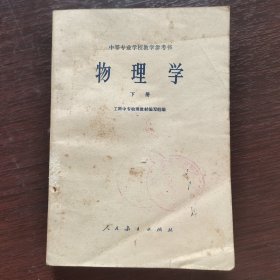 中等专业学校教学参考书
物理学
下册
工科中专物理教材编写组编
人民教育出版社